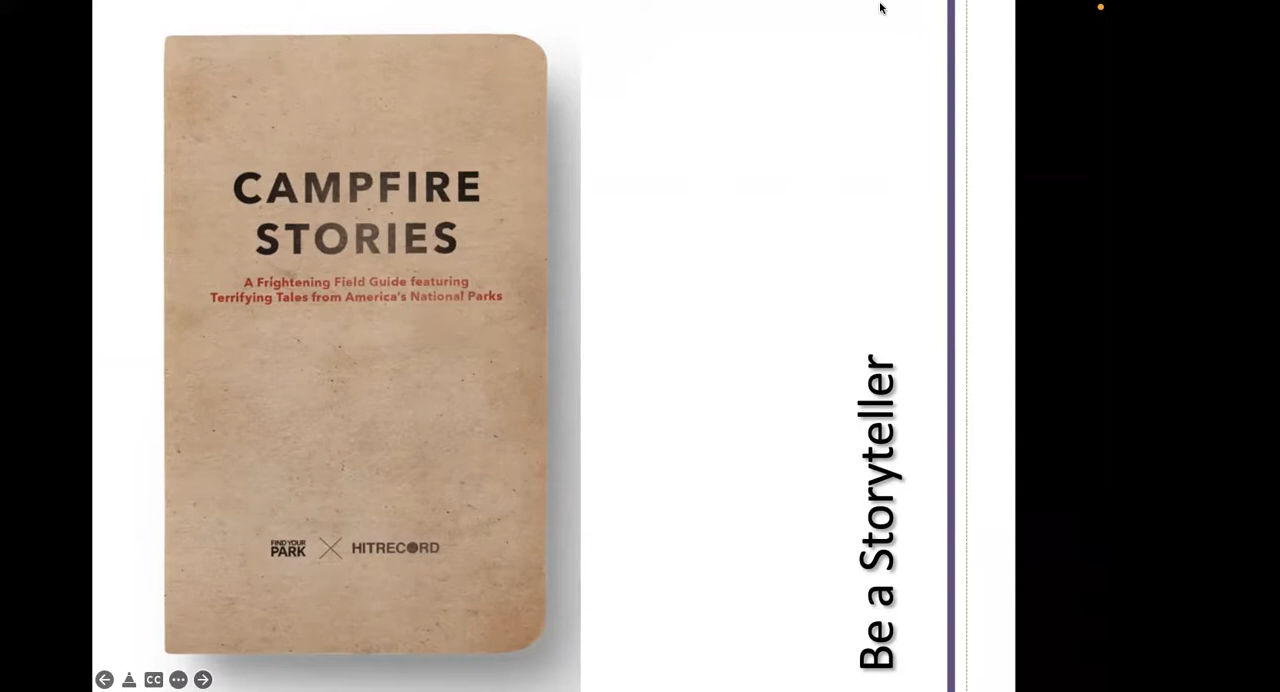 CAMPFIRE
STORIES
A Frightening Field Guide featuring
Terrifying Tales from America's National Parks
FIND YOUR
PARK
HITRECORD
Be a Storyteller
CC